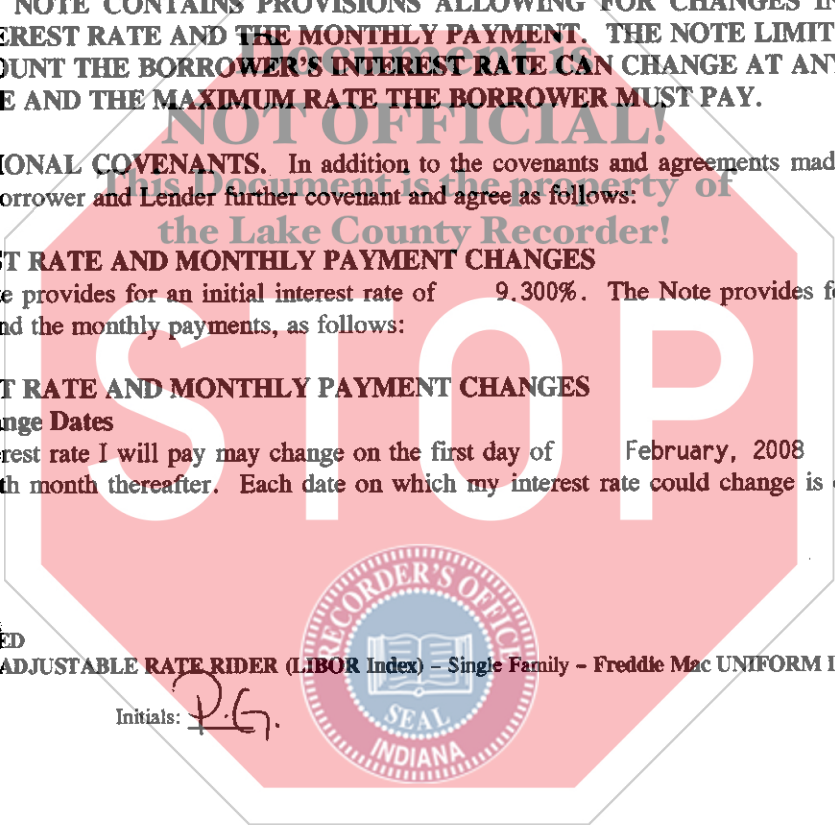 NOTE CONTAINS PROVISIONS ALLOWING FOR CHANGES IN
EREST RATE AND THE MONTHLY PAYMENT. THE NOTE LIMIT
Document is
OUNT THE BORROWER'S INTEREST RATE CAN CHANGE AT ANY
E AND THE MAXIMUM RATE THE BORROWER MUST PAY.
NOT OFFICIAL!
IONAL COVENANTS. In addition to the covenants and agreements mad
This Document is the property of
orrower and Lender further covenant and agree as follows:
the Lake County Recorder!
T RATE AND MONTHLY PAYMENT CHANGES
e provides for an initial interest rate of 9.300%. The Note provides f
nd the monthly payments, as follows:
STOP
T RATE AND MONTHLY PAYMENT CHANGES
nge Dates
rest rate I will pay may change on the first day of February, 2008
th month thereafter. Each date on which my interest rate could change is
RECORDER'S OFFICE
ED
ADJUSTABLE RATE RIDER (LIBOR Index) – Single Family – Freddie Mac UNIFORM I
Initials: P.G.
SEAL
INDIANA